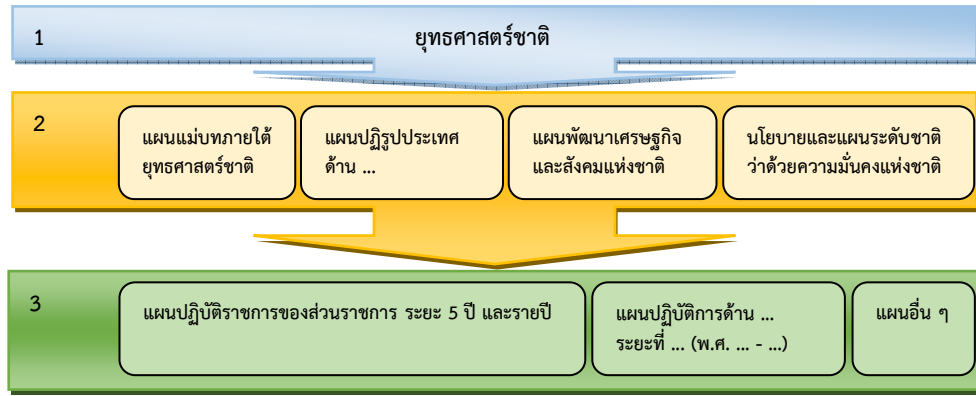 1
ยุทธศาสตร์ชาติ
2
แผนแม่บทภายใต้
ยุทธศาสตร์ชาติ
แผนปฏิรูปประเทศ
ด้าน ...
แผนพัฒนาเศรษฐกิจ
และสังคมแห่งชาติ
นโยบายและแผนระดับชาติ
ว่าด้วยความมั่นคงแห่งชาติ
3
แผนปฏิบัติราชการของส่วนราชการ ระยะ 5 ปี และรายปี
แผนปฏิบัติการด้าน ...
ระยะที่ ... (พ.ศ. ... - ...)
แผนอื่น ๆ